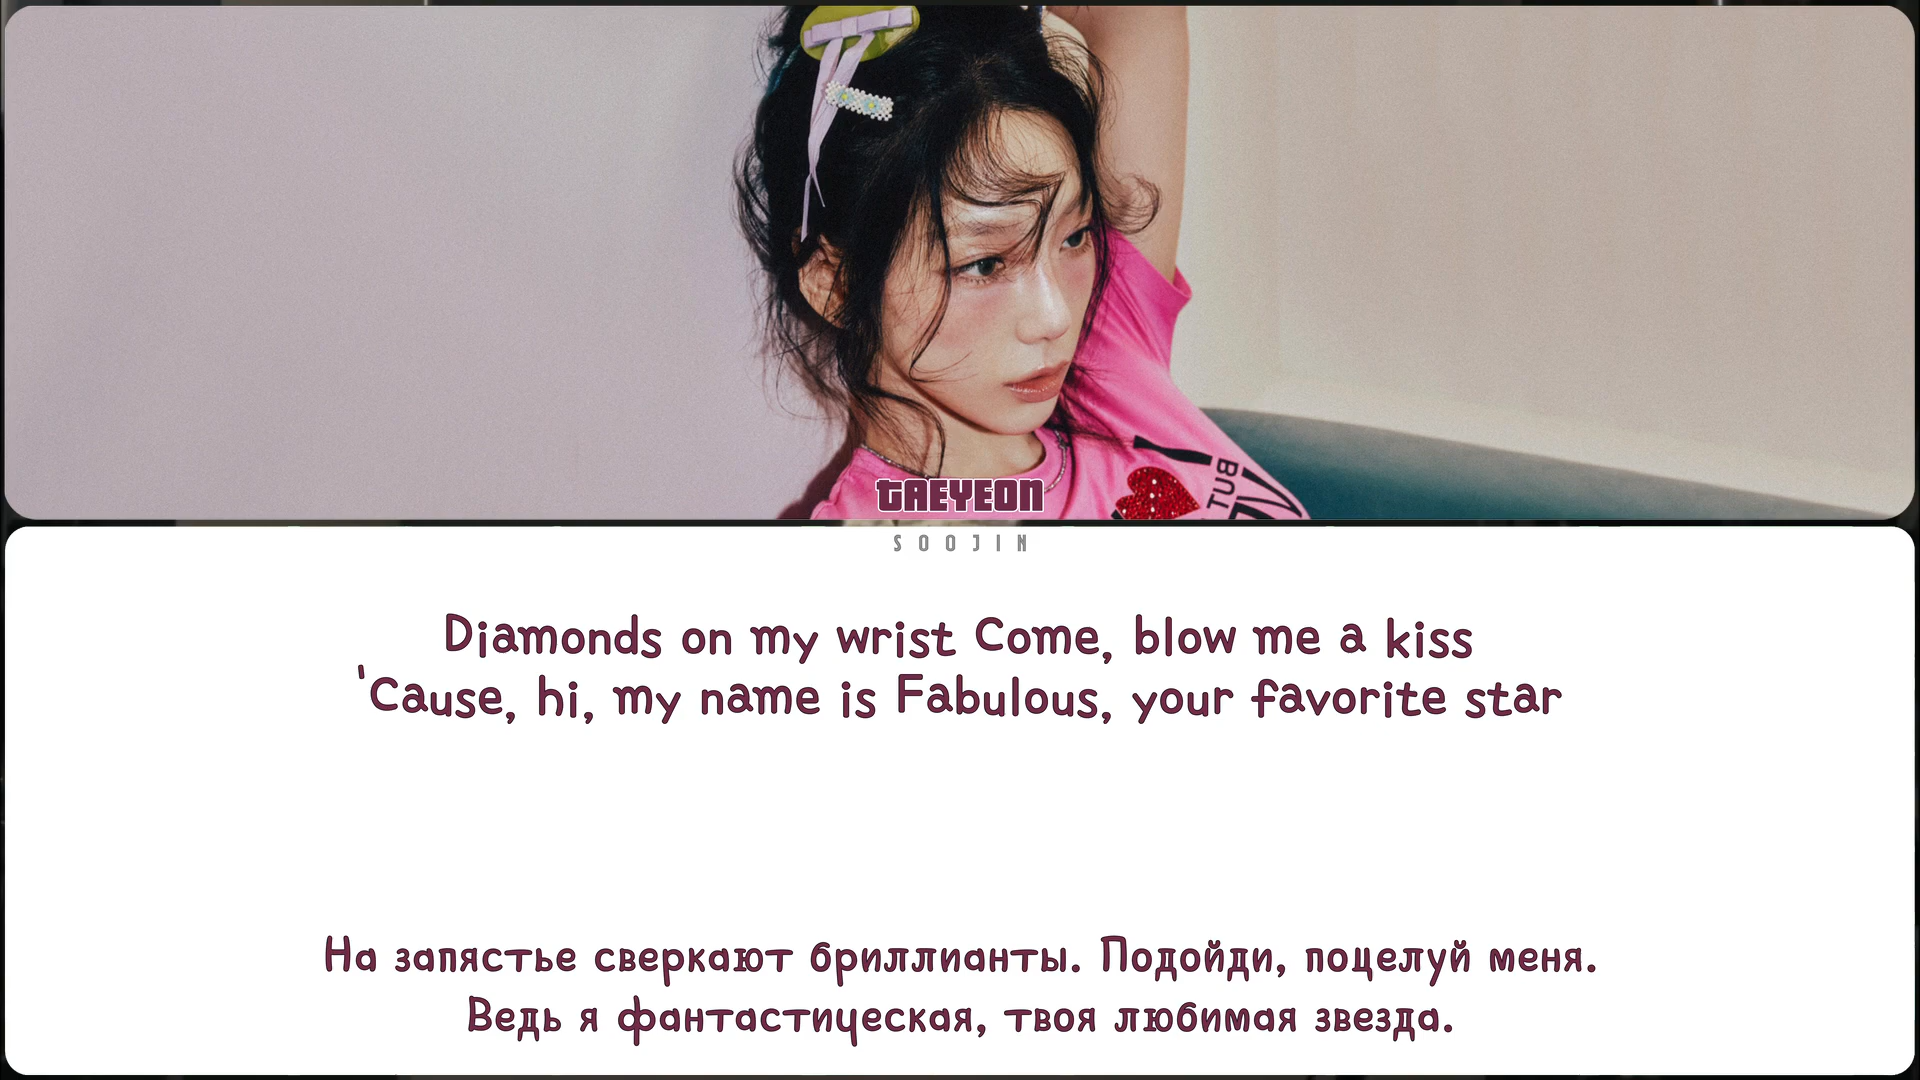 TAEYEON
SOOJIN
Diamonds on my wrist Come, blow me a kiss
'Cause, hi, my name is Fabulous, your favorite star
На запястье сверкают бриллианты. Подойди, поцелуй меня.
Ведь я фантастическая, твоя любимая звезда.